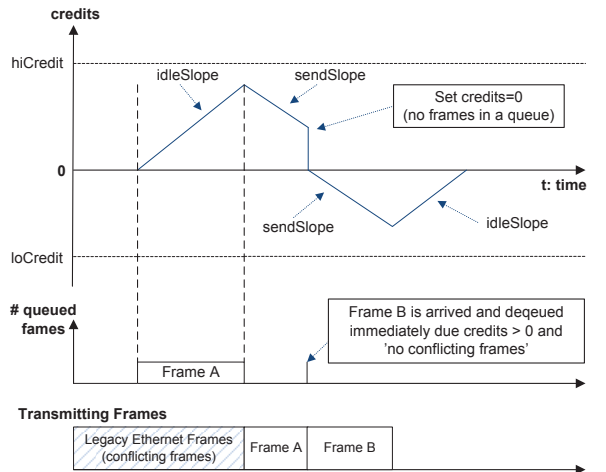 credits
hiCredit
idleSlope
sendSlope
Set credits=0
(no frames in a queue)
0
t: time
sendSlope
idleSlope
loCredit
# queued
fames
Frame B is arrived and deqeued
immediately due credits > 0 and
'no conflicting frames'
Frame A
Transmitting Frames
Legacy Ethernet Frames
(conflicting frames)
Frame A
Frame B